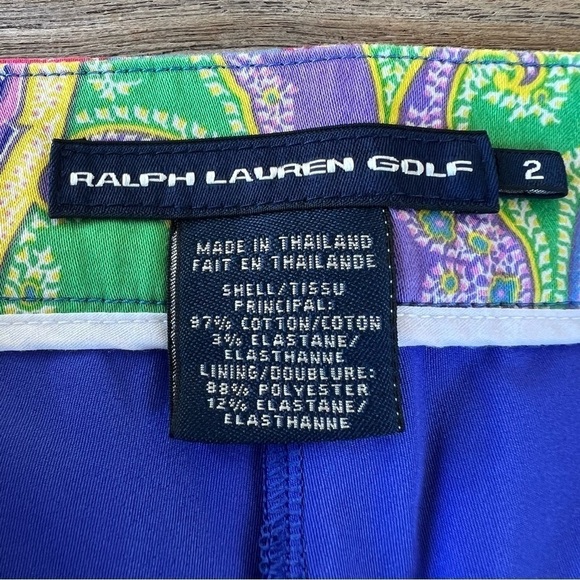 RALPH LAUREN GOLF 2
MADE IN THAILAND
FAIT EN THAILANDE
SHELL/TISSU
PRINCIPAL:
97% COTTON/COTON
3% ELASTANE/
ELASTHANNE
LINING/DOUBLURE:
88% POLYESTER
12% ELASTANE/
ELASTHANNE